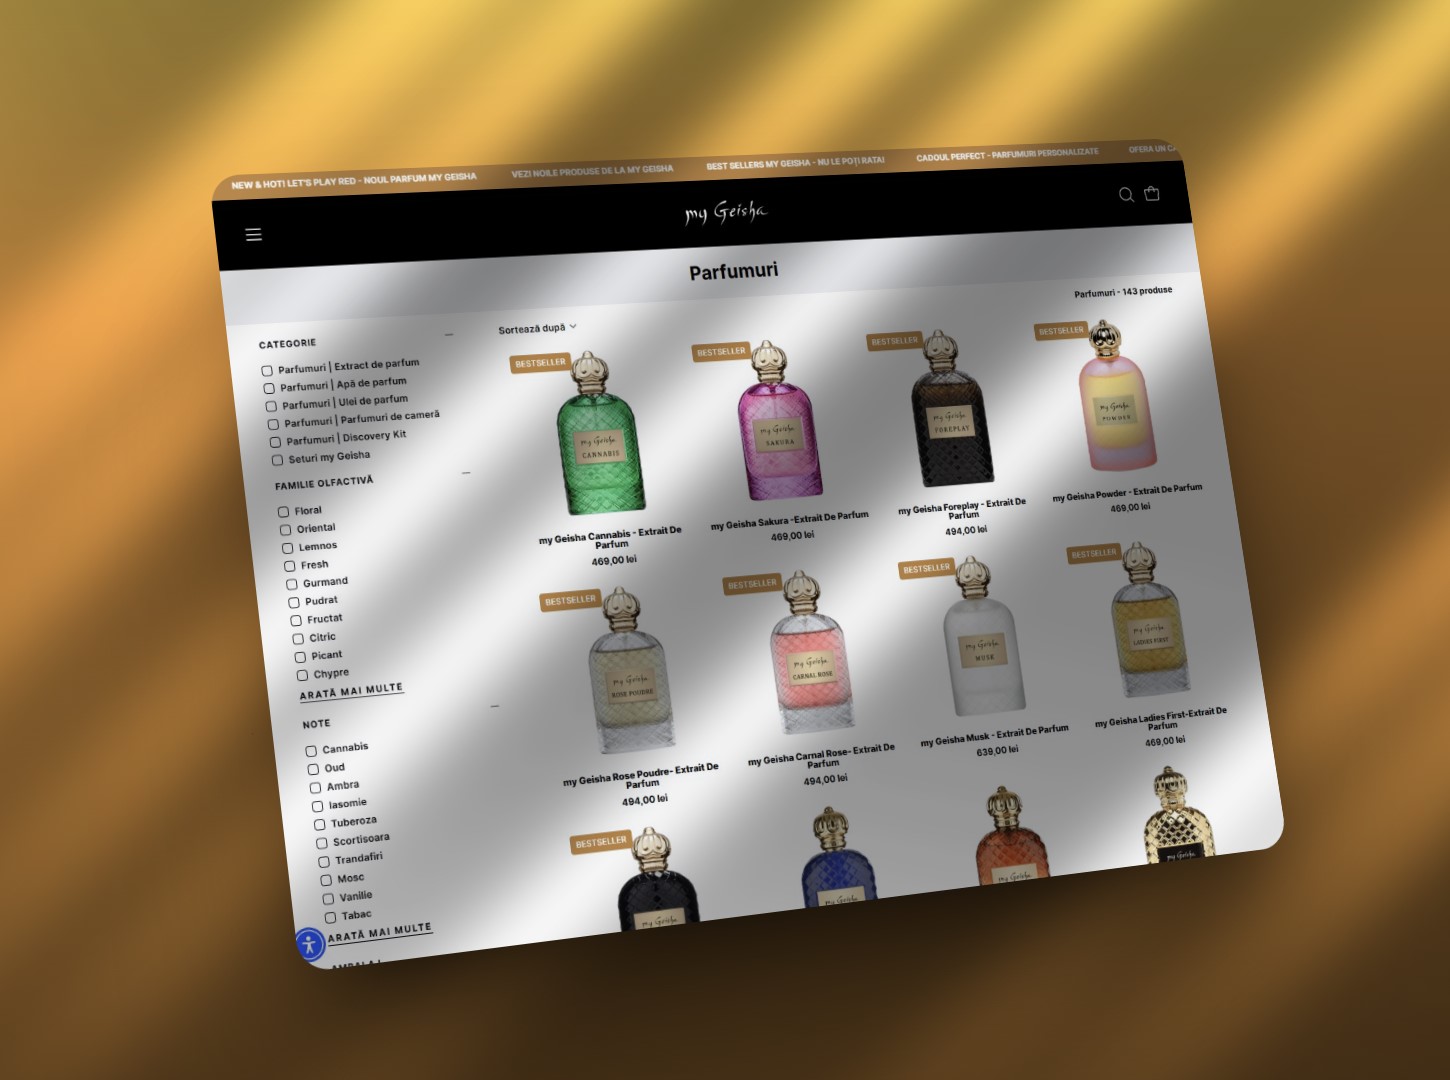 NEW & HOT! LET'S PLAY RED - NOUL PARFUM MY GEISHA
VEZI NOILE PRODUSE DE LA MY GEISHA
BEST SELLERS MY GEISHA - NU LE POȚI RATA!
CADOUL PERFECT - PARFUMURI PERSONALIZATE
OFERA UN
my Geisha
Parfumuri
Parfumuri - 143 produse
Sortează după
CATEGORIE
Parfumuri | Extract de parfum
Parfumuri | Apă de parfum
Parfumuri | Ulei de parfum
Parfumuri | Parfumuri de cameră
Parfumuri | Discovery Kit
Seturi my Geisha
FAMILIE OLFACTIVĂ
Floral
Oriental
Lemnos
Fresh
Gurmand
Pudrat
Fructat
Citric
Picant
Chypre
ARATĂ MAI MULTE
NOTE
Cannabis
Oud
Ambra
Iasomie
Tuberoza
Scortisoara
Trandafiri
Mosc
Vanilie
Tabac
ARATĂ MAI MULTE
BESTSELLER
my Geisha
CANNABIS
my Geisha Cannabis - Extrait De
Parfum
469,00 lei
BESTSELLER
my Geisha
SAKURA
my Geisha Sakura -Extrait De Parfum
469,00 lei
BESTSELLER
my Geisha
FOREPLAY
my Geisha Foreplay - Extrait De
Parfum
494,00 lei
BESTSELLER
my Geisha
POWDER
my Geisha Powder - Extrait De Parfum
469,00 lei
BESTSELLER
my Geisha
ROSE POUDRE
my Geisha Rose Poudre- Extrait De
Parfum
494,00 lei
BESTSELLER
my Geisha
CARNAL ROSE
my Geisha Carnal Rose- Extrait De
Parfum
494,00 lei
BESTSELLER
my Geisha
MUSK
my Geisha Musk - Extrait De Parfum
639,00 lei
BESTSELLER
my Geisha
LADIES FIRST
my Geisha Ladies First-Extrait De
Parfum
469,00 lei
BESTSELLER
my Geisha
my Geisha
my Geisha
my Geisha